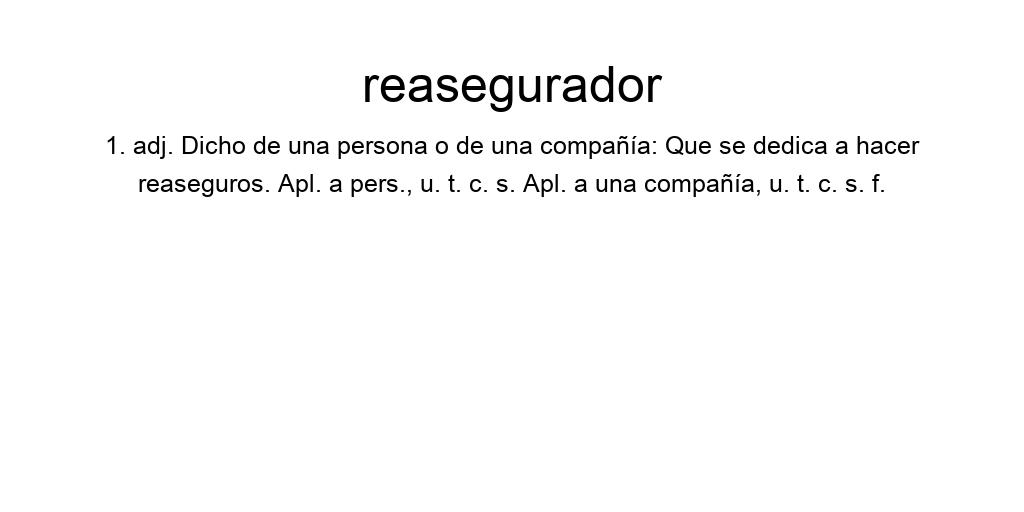 reasegurador
1. adj. Dicho de una persona o de una compañía: Que se dedica a hacer
reaseguros. Apl. a pers., u. t. c. s. Apl. a una compañía, u. t. c. s. f.